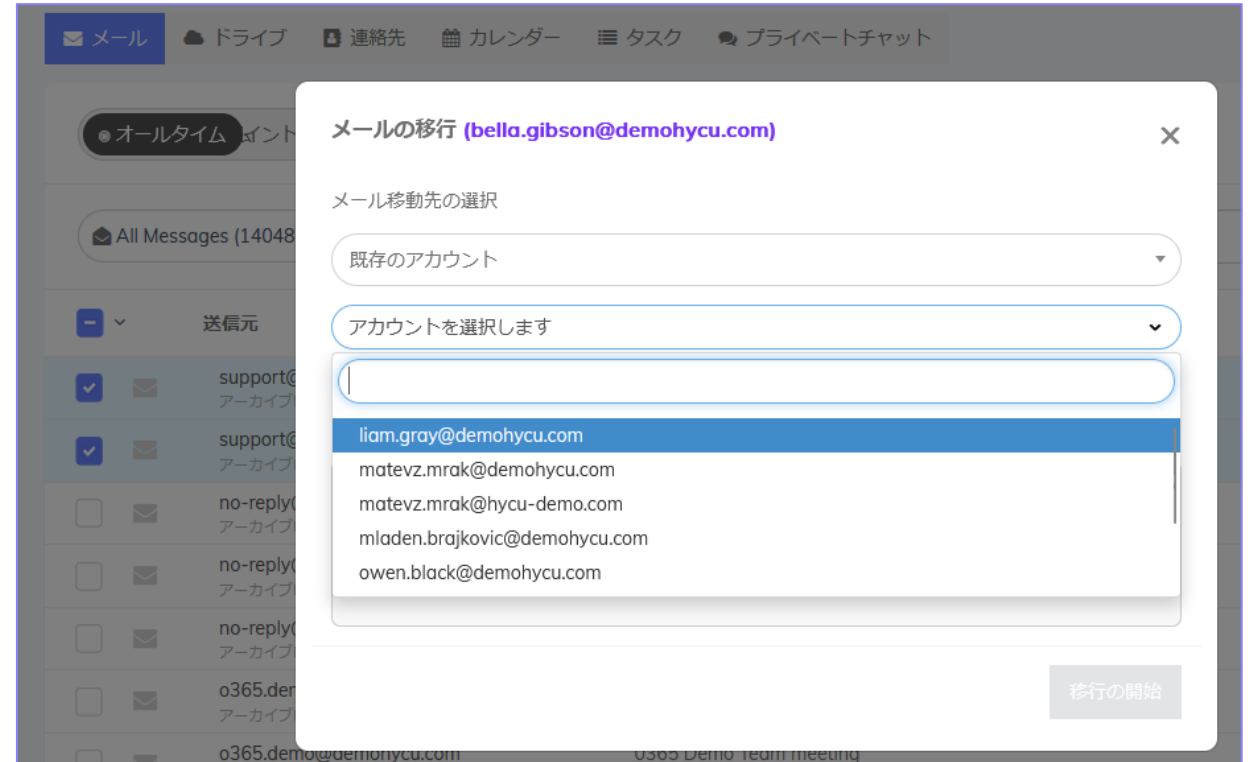 メール ドライブ 連絡先 カレンダー タスク プライベートチャット
オールタイム イント
メールの移行 (bella.gibson@demohycu.com)
メール移動先の選択
All Messages (14048
既存のアカウント
送信元
アカウントを選択します
support@
アーカイブ
liam.gray@demohycu.com
support@
アーカイブ
matevz.mrak@demohycu.com
no-reply@
アーカイブ
matevz.mrak@hycu-demo.com
mladen.brajkovic@demohycu.com
no-reply@
アーカイブ
owen.black@demohycu.com
no-reply@
アーカイブ
o365.dem
アーカイブ
移行の開始
o365.demo@demohycu.com O365 Demo Team meeting